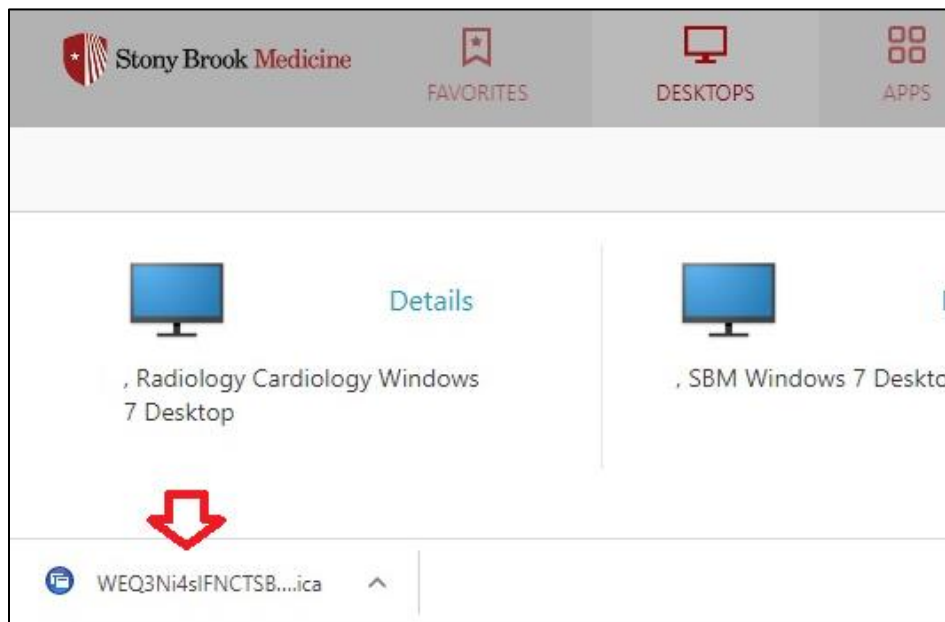 Stony Brook Medicine
FAVORITES
DESKTOPS
APPS
Details
, Radiology Cardiology Windows
7 Desktop
, SBM Windows 7 Deskto
WEQ3Ni4sIFNCTSB....ica